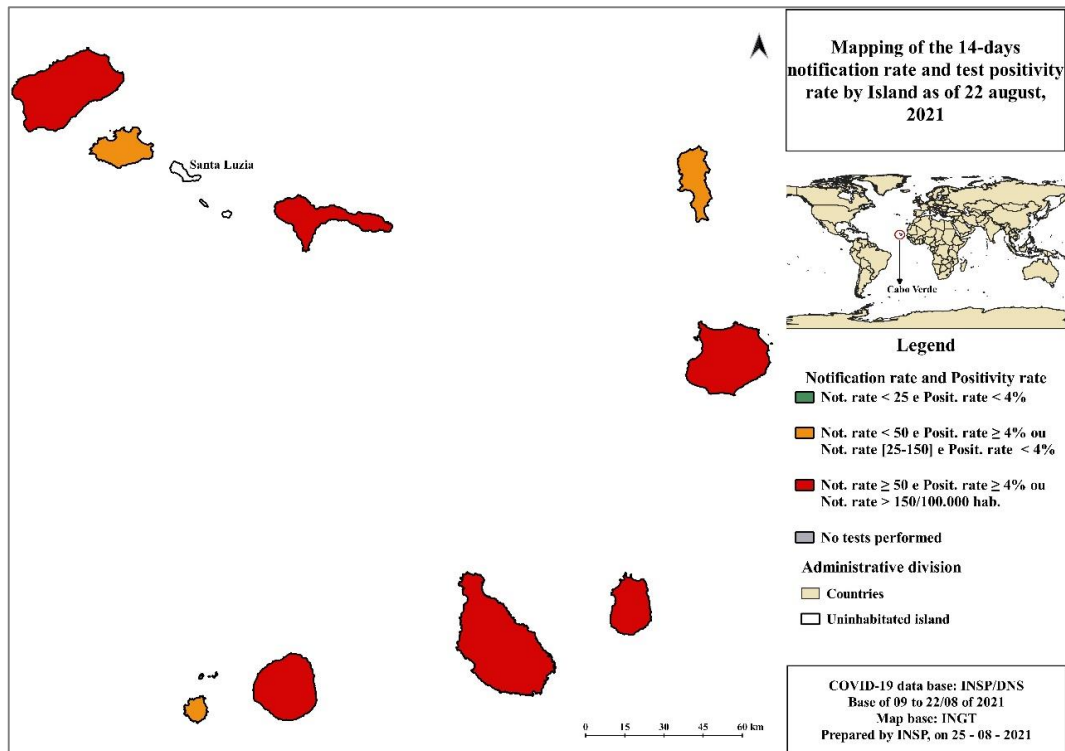 Mapping of the 14-days
notification rate and test positivity
rate by Island as of 22 august,
2021
Santa Luzia
Cabo Verde
Legend
Notification rate and Positivity rate
Not. rate < 25 e Posit. rate < 4%
Not. rate < 50 e Posit. rate ≥ 4% ou
Not. rate [25-150] e Posit. rate < 4%
Not. rate ≥ 50 e Posit. rate ≥ 4% ou
Not. rate > 150/100.000 hab.
No tests performed
Administrative division
Countries
Uninhabitated island
0 15 30 45 60 km
COVID-19 data base: INSP/DNS
Base of 09 to 22/08 of 2021
Map base: INGT
Prepared by INSP, on 25 - 08 - 2021